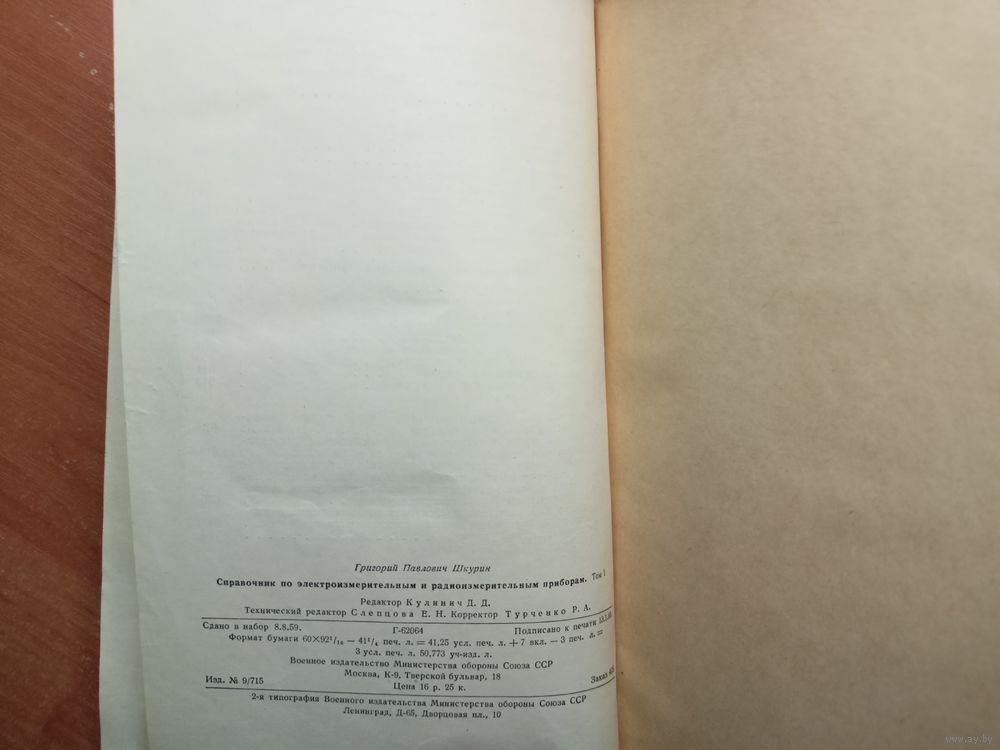 Григорий Павлович Шкурин
Справочник по электроизмерительным и радиоизмерительным приборам. Том 1
Редактор Кулинич Д. Д.
Технический редактор Слепцова Е. Н. Корректор Турченко Р. А.
Сдано в набор 8.8.59. Г-62064 Подписано к печати
Формат бумаги 60×92¹/₁₆ — 41¹/₄ печ. л. = 41,25 усл. печ. л. + 7 вкл. — 3 печ. л. =
3 усл. печ. л. 50,773 уч-изд. л.
Военное издательство Министерства обороны Союза ССР
Москва, К-9, Тверской бульвар, 18
Изд. № 9/715 Цена 16 р. 25 к. Заказ
2-я типография Военного издательства Министерства обороны Союза ССР
Ленинград, Д-65, Дворцовая пл., 10
www.ay.by